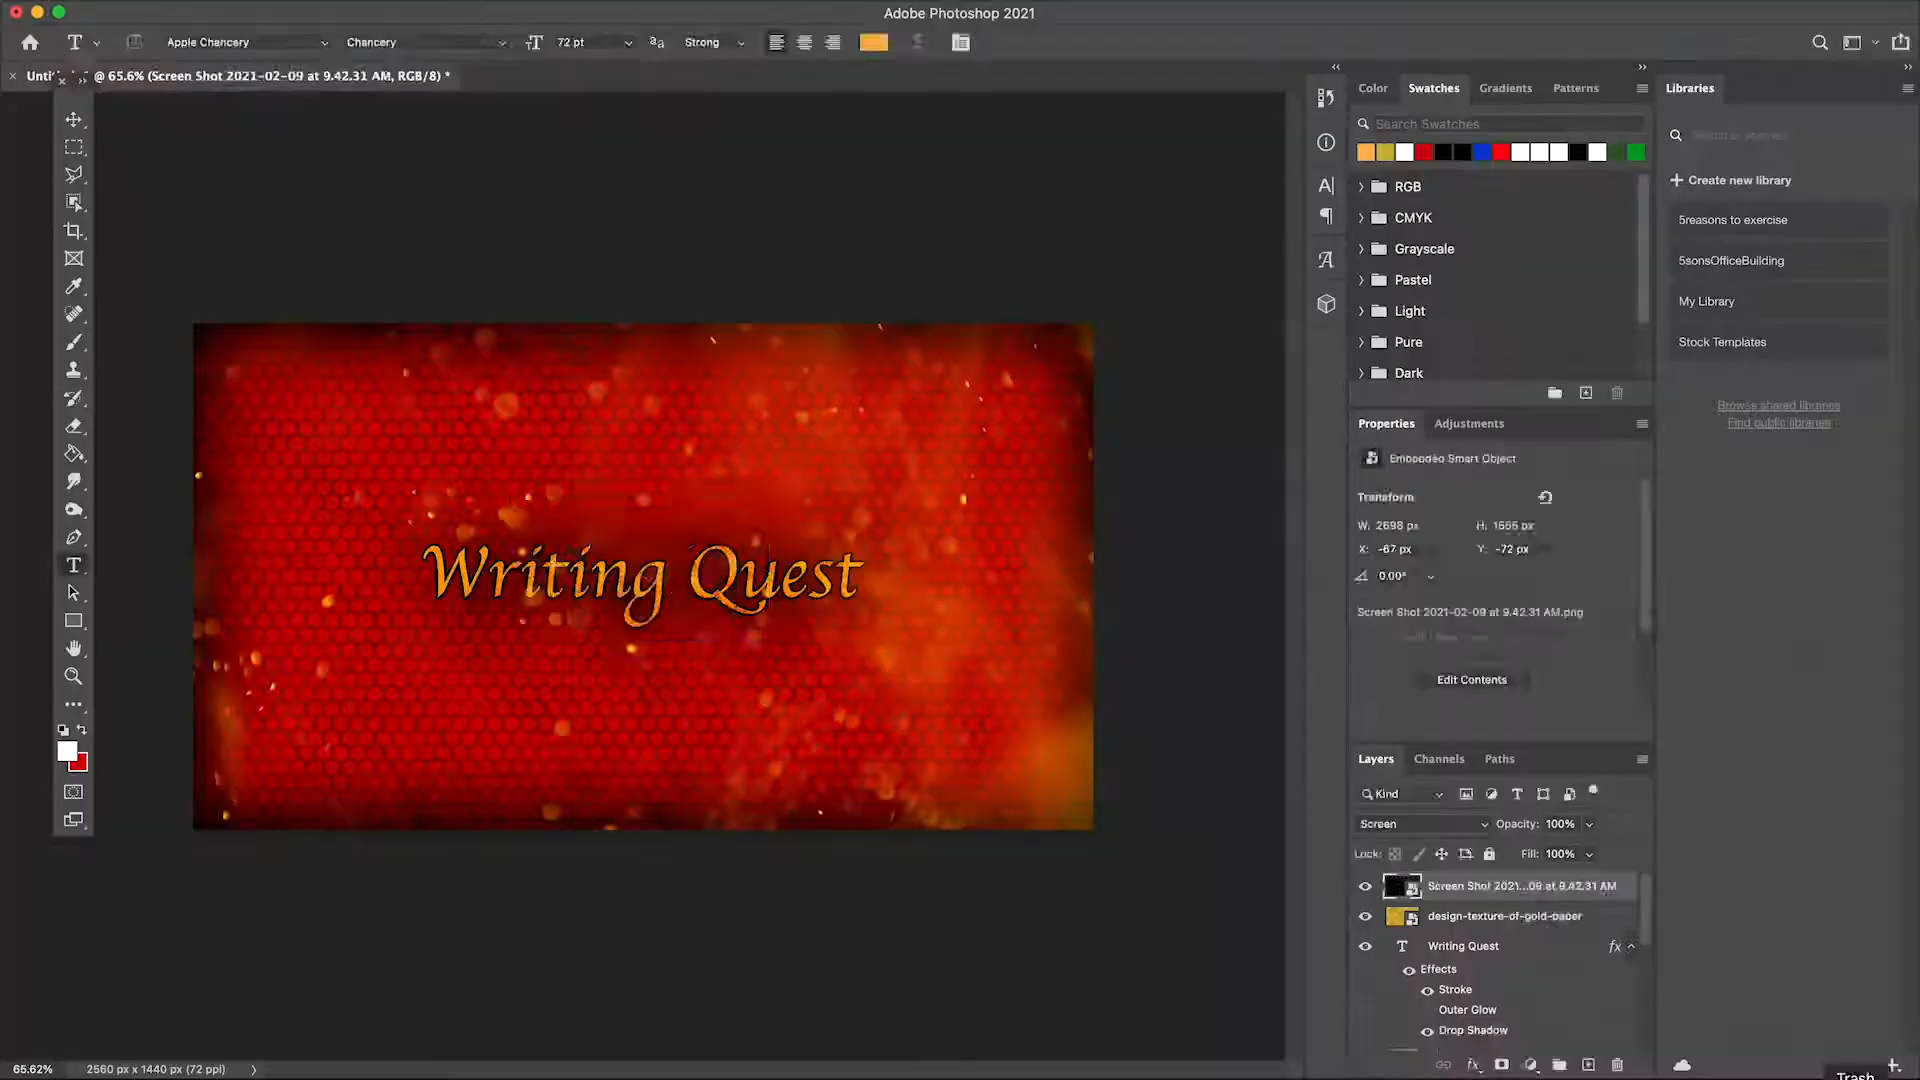 Adobe Photoshop 2021
Apple Chancery
Chancery
72 pt
Strong
@ 65.6% (Screen Shot 2021-02-09 at 9.42.31 AM, RGB/8) *
Color
Swatches
Gradients
Patterns
Libraries
Search Swatches
RGB
CMYK
Grayscale
Pastel
Light
Pure
Dark
Create new library
5reasons to exercise
5sonsOfficeBuilding
My Library
Stock Templates
Browse shared libraries
Find public libraries
Properties
Adjustments
Embedded Smart Object
Transform
W: 2698 px
H: 1555 px
X: -67 px
Y: -72 px
0.00°
Screen Shot 2021-02-09 at 9.42.31 AM.png
Edit Contents
Writing Quest
Layers
Channels
Paths
Kind
Screen
Opacity: 100%
Lock:
Fill: 100%
Screen Shot 2021...09 at 9.42.31 AM
design-texture-of-gold-paper
T Writing Quest fx
Effects
Stroke
Outer Glow
Drop Shadow
65.62%
2560 px x 1440 px (72 ppi)
Trash